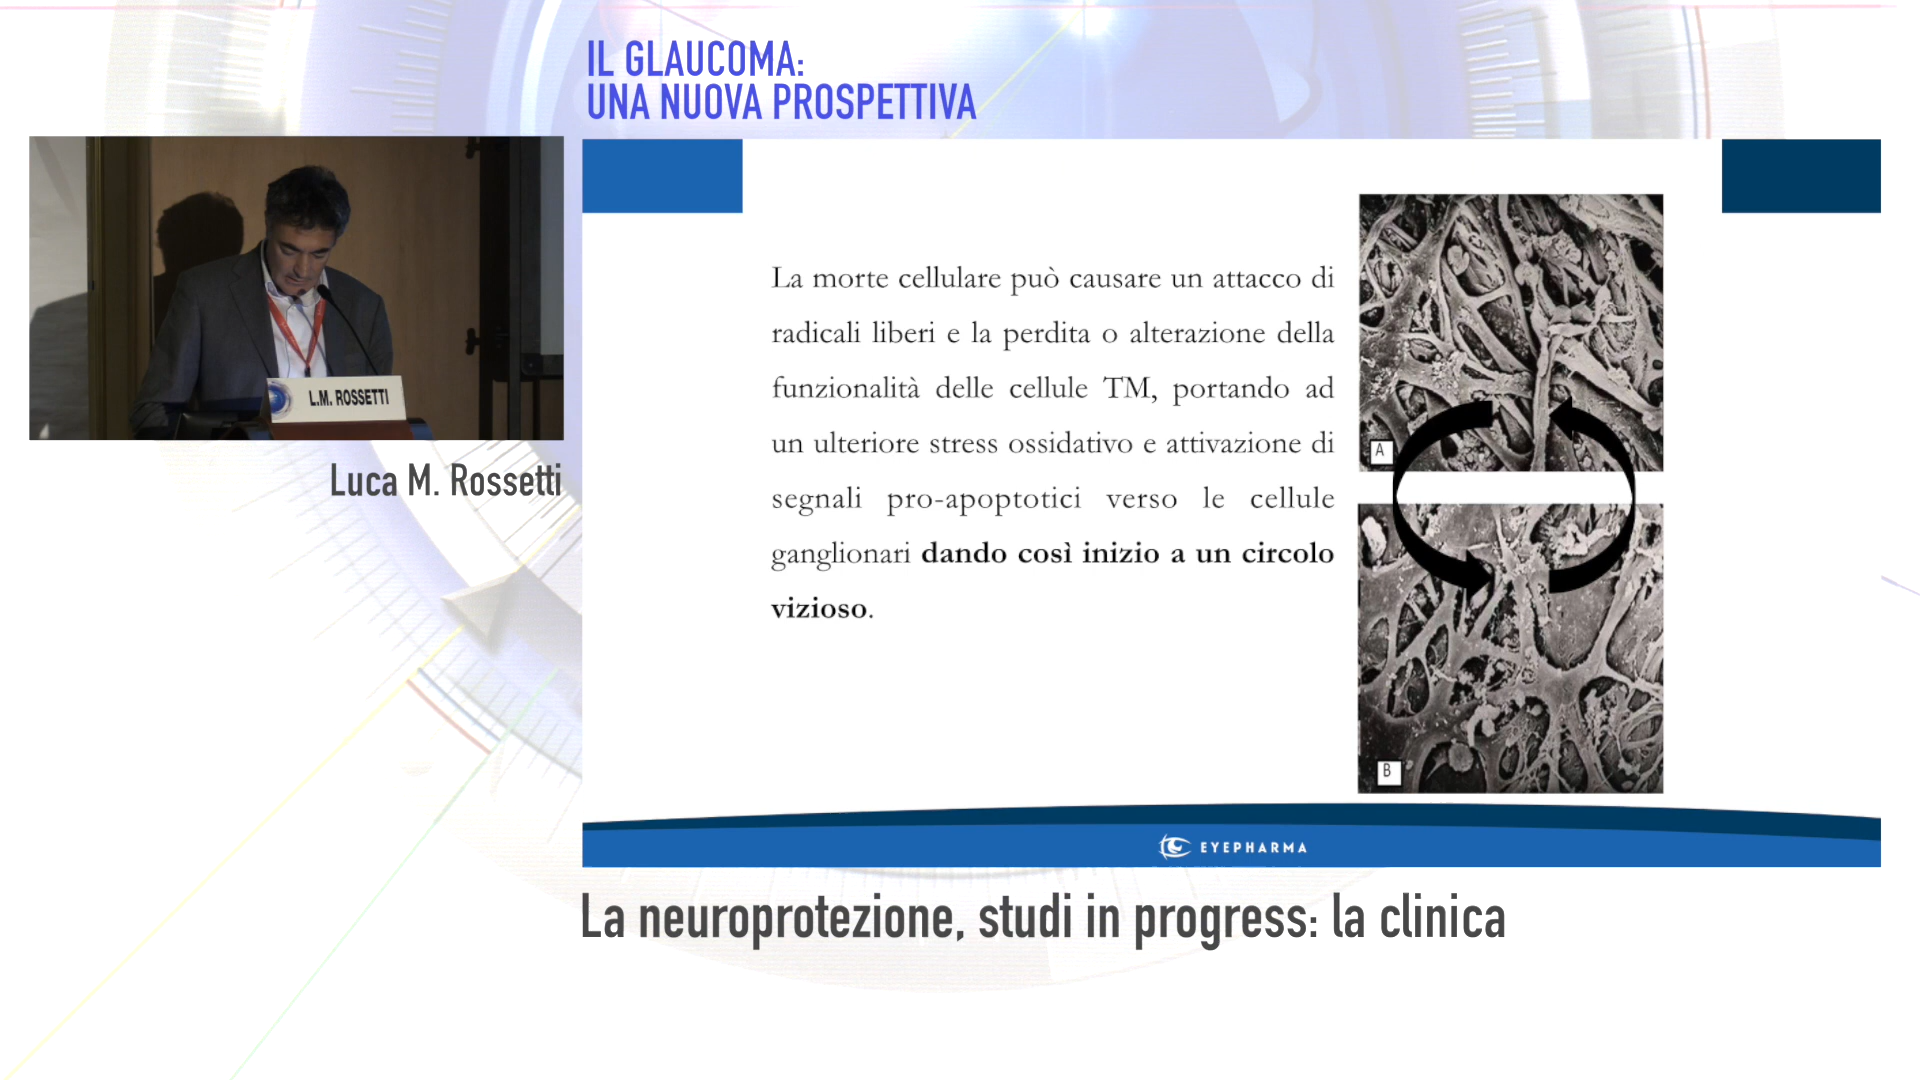 IL GLAUCOMA:
UNA NUOVA PROSPETTIVA
L.M. ROSSETTI
Luca M. Rossetti
La morte cellulare può causare un attacco di
radicali liberi e la perdita o alterazione della
funzionalità delle cellule TM, portando ad
un ulteriore stress ossidativo e attivazione di
segnali pro-apoptotici verso le cellule
ganglionari dando così inizio a un circolo
vizioso.
A
B
EYEPHARMA
La neuroprotezione, studi in progress: la clinica